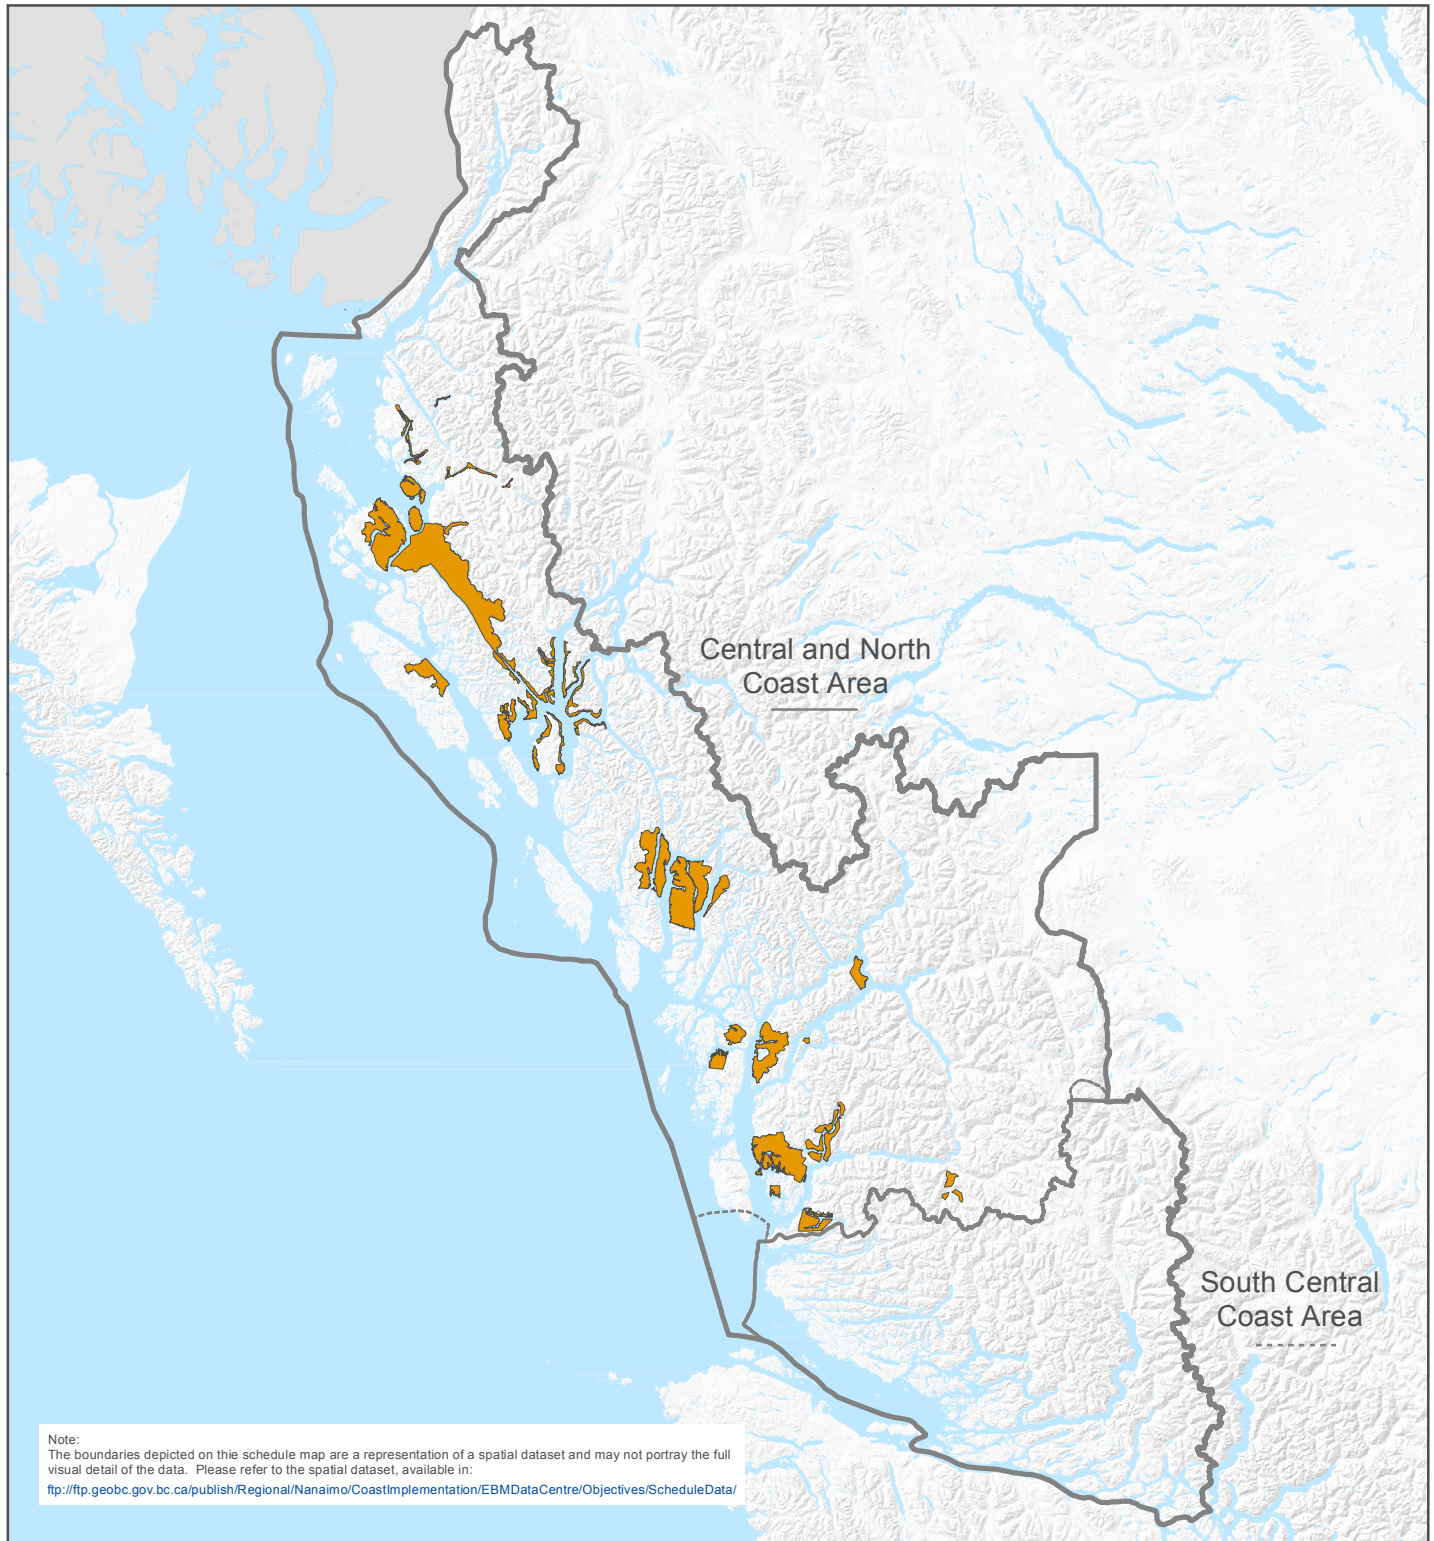 Central and North
Coast Area
South Central
Coast Area
Note:
The boundaries depicted on thie schedule map are a representation of a spatial dataset and may not portray the full
visual detail of the data. Please refer to the spatial dataset, available in:
ftp://ftp.geobc.gov.bc.ca/publish/Regional/Nanaimo/CoastImplementation/EBMDataCentre/Objectives/ScheduleData/